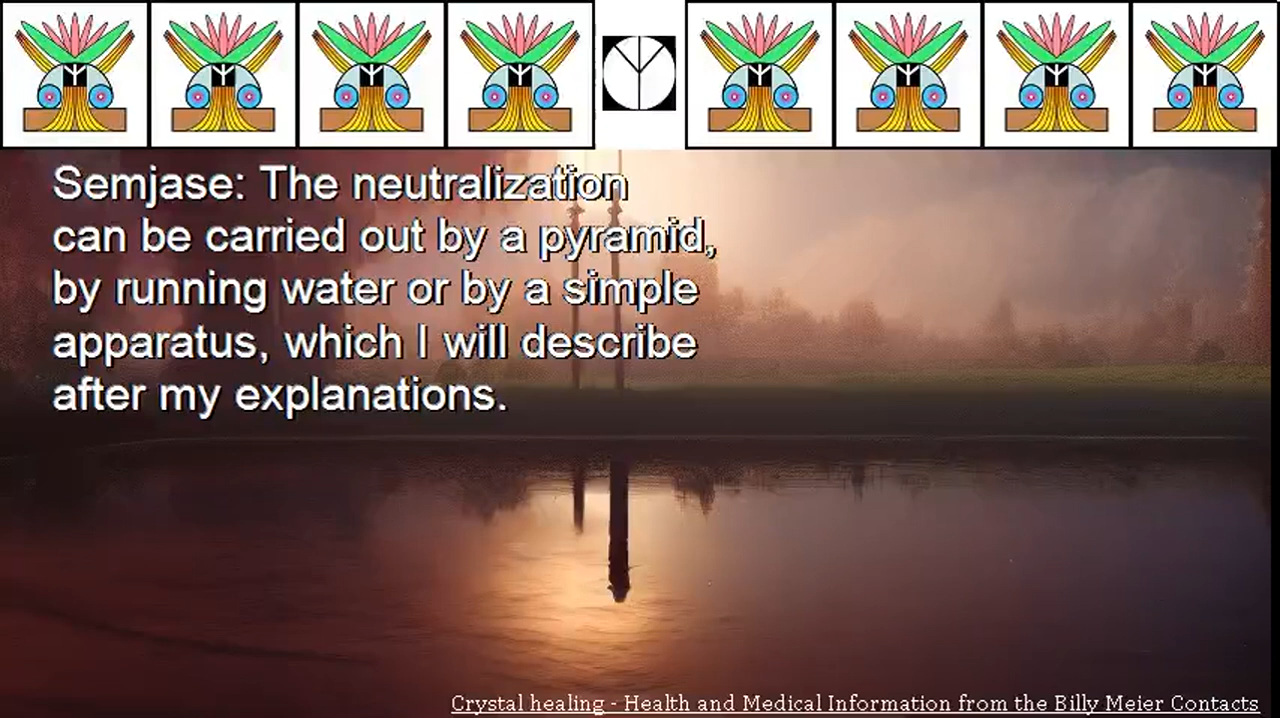 Semjase: The neutralization
can be carried out by a pyramid,
by running water or by a simple
apparatus, which I will describe
after my explanations.
Crystal healing - Health and Medical Information from the Billy Meier Contacts